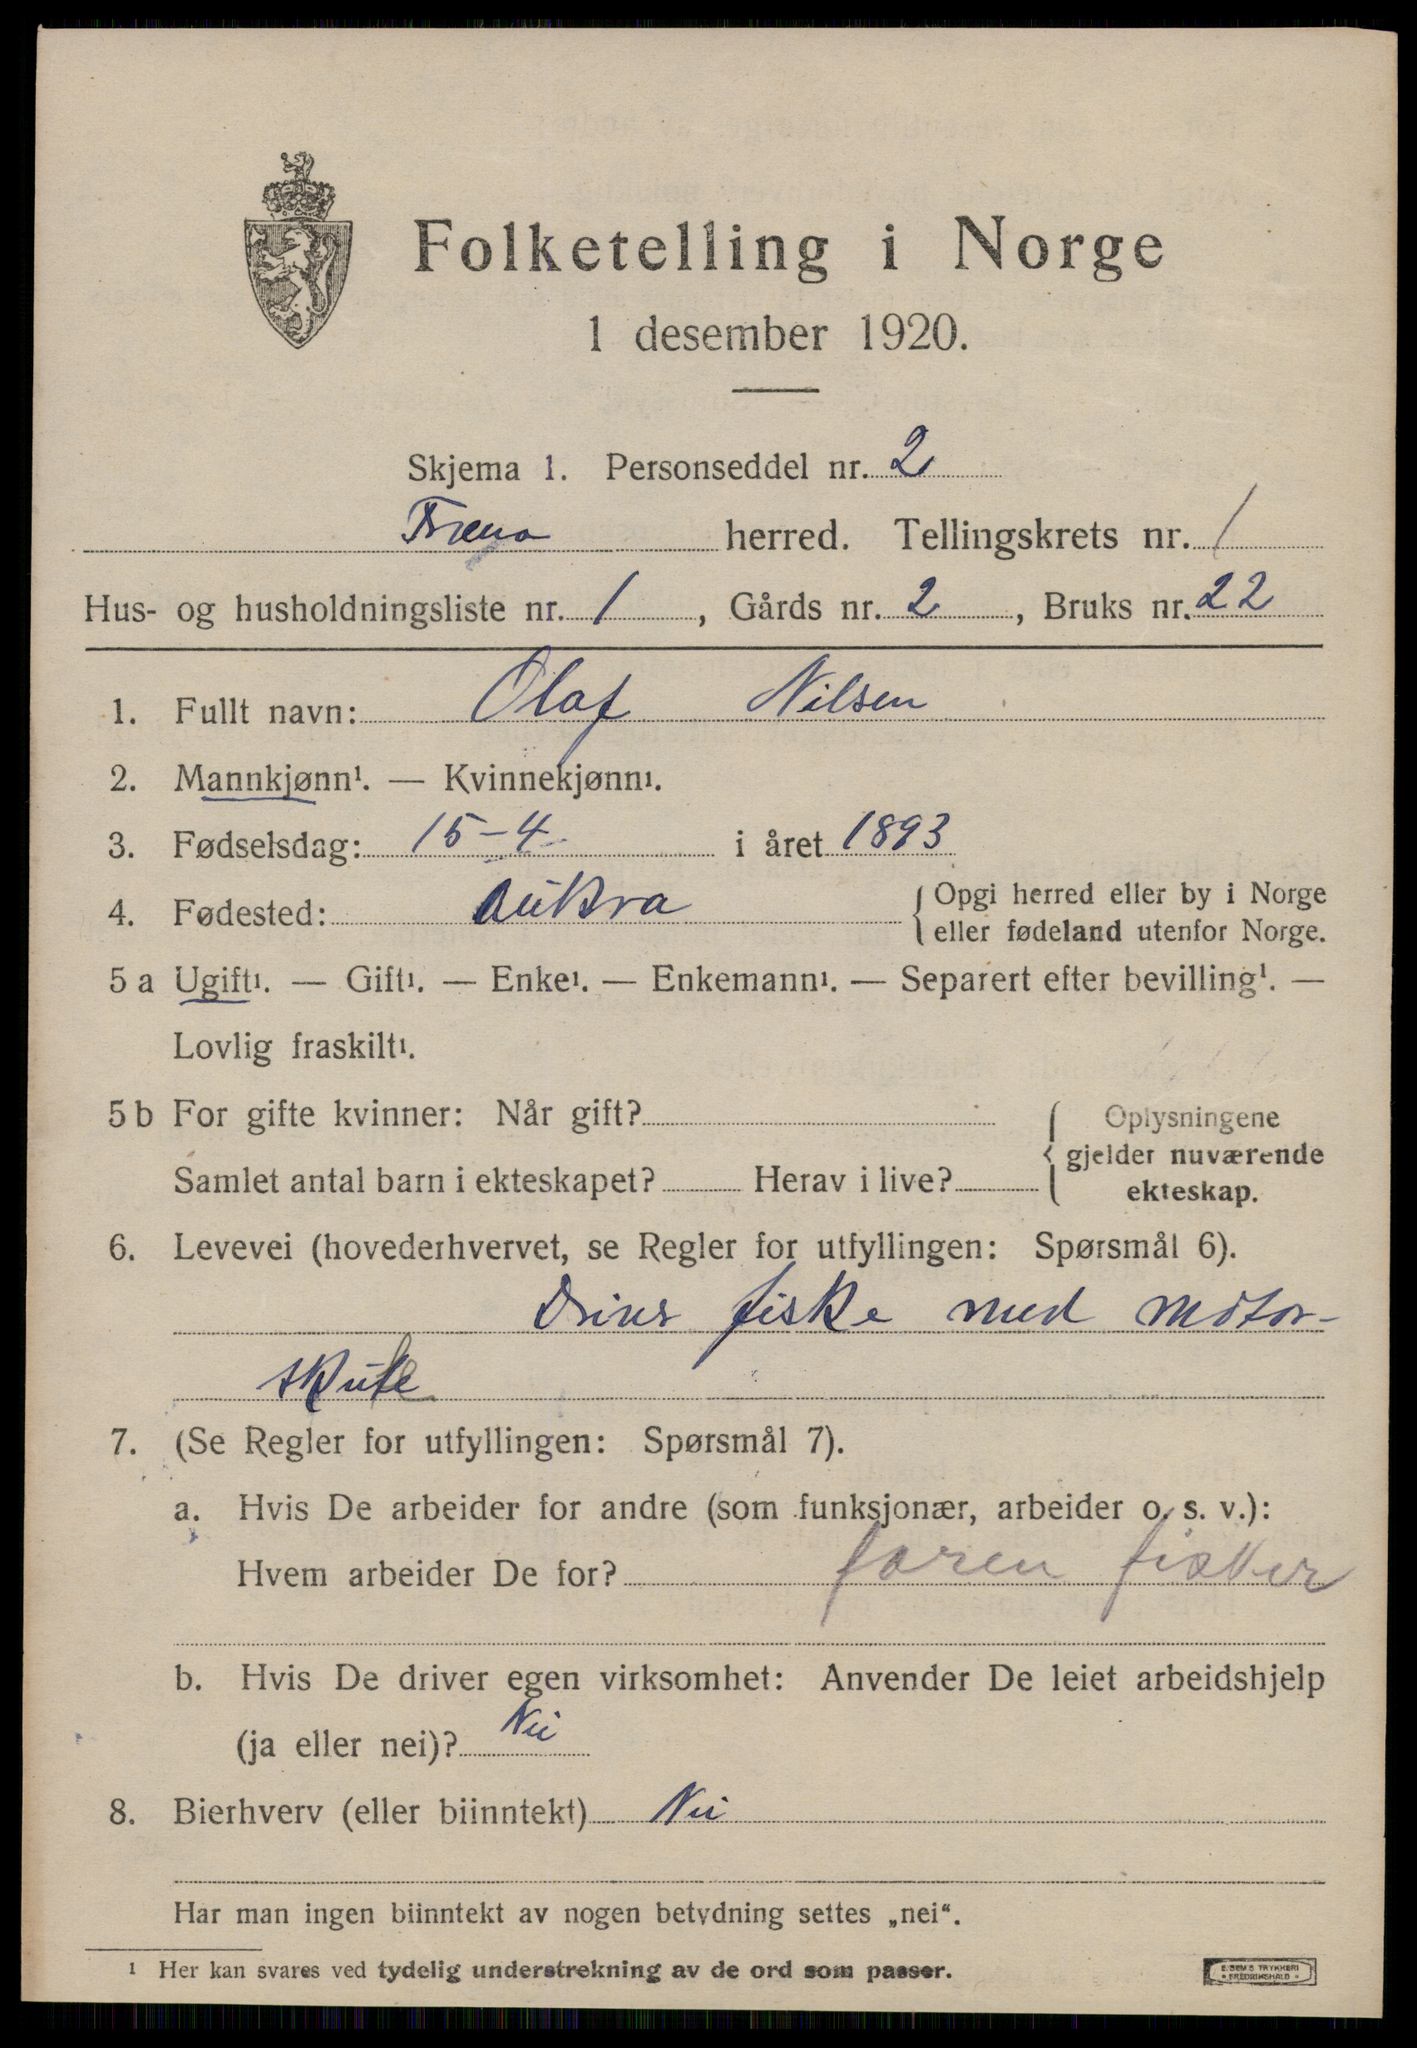 Folketelling i Norge
1 desember 1920.
Skjema 1. Personseddel nr. 2
Fræna herred. Tellingskrets nr. 1
Hus- og husholdningsliste nr. 1, Gårds nr. 2, Bruks nr. 22
1. Fullt navn: Olaf Nilsen
2. Mannkjønn¹. — Kvinnekjønn¹.
3. Fødselsdag: 15-4 i året 1893
4. Fødested: Aukra
{Opgi herred eller by i Norge
eller fødeland utenfor Norge.
5 a Ugift¹. — Gift¹. — Enke¹. — Enkemann¹. — Separert efter bevilling¹. —
Lovlig fraskilt¹.
5 b For gifte kvinner: Når gift?
Samlet antal barn i ekteskapet? Herav i live?
{Oplysningene
gjelder nuværende
ekteskap.
6. Levevei (hovederhvervet, se Regler for utfyllingen: Spørsmål 6).
Driver fiske med motor-
skute
7. (Se Regler for utfyllingen: Spørsmål 7).
a. Hvis De arbeider for andre (som funksjonær, arbeider o. s. v.):
Hvem arbeider De for? faren fisker
b. Hvis De driver egen virksomhet: Anvender De leiet arbeidshjelp
(ja eller nei)? Nei
8. Bierhverv (eller biinntekt) Nei
Har man ingen biinntekt av nogen betydning settes „nei“.
¹ Her kan svares ved tydelig understrekning av de ord som passer.
E. SEMS TRYKKERI
FREDRIKSHALD